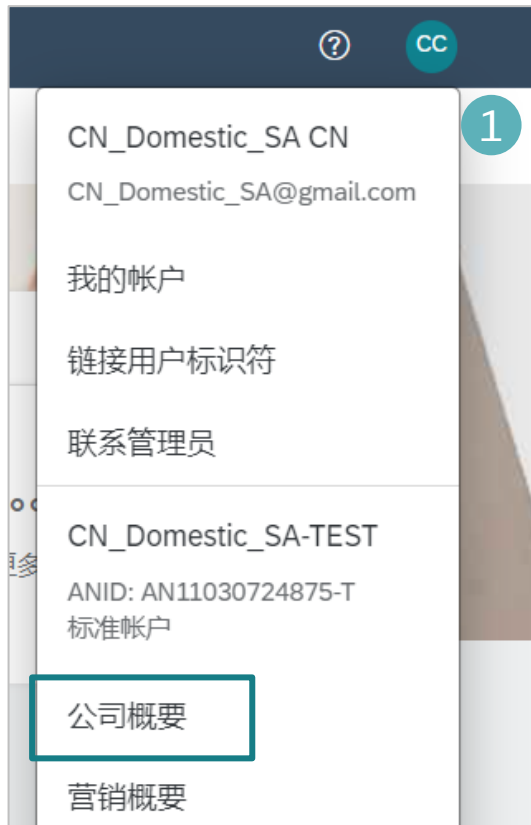 ?
CC
1
CN_Domestic_SA CN
CN_Domestic_SA@gmail.com
我的帐户
链接用户标识符
联系管理员
CN_Domestic_SA-TEST
ANID: AN11030724875-T
标准帐户
公司概要
营销概要